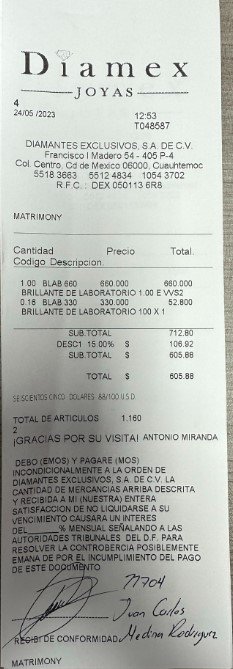 Diamex
JOYAS
4
24/05 /2023 12:53
T048587
DIAMANTES EXCLUSIVOS, S.A. DE C.V.
Francisco I Madero 54 - 405 P-4
Col. Centro, Cd de Mexico 06000, Cuauhtemoc
5518 3663 5512 4834 1054 3702
R.F.C.: DEX 050113 6R8
MATRIMONY
Cantidad Precio Total.
Codigo Descripcion.
1.00 BLAB 660 660.000 660.000
BRILLANTE DE LABORATORIO 1.00 E VVS2
0.16 BLAB 330 330.000 52.800
BRILLANTE DE LABORATORIO 100 X 1
SUB.TOTAL 712.80
DESC1 15.00% $ 106.92
SUB.TOTAL $ 605.88
TOTAL $ 605.88
SEISCIENTOS CINCO DOLARES 88/100 U.S.D.
TOTAL DE ARTICULOS 1.160
2
¡GRACIAS POR SU VISITA! ANTONIO MIRANDA
DEBO (EMOS) Y PAGARE (MOS)
INCONDICIONALMENTE A LA ORDEN DE
DIAMANTES EXCLUSIVOS, S.A. DE C.V. LA
CANTIDAD DE MERCANCIAS ARRIBA DESCRITA
Y RECIBIDA A MI (NUESTRA) ENTERA
SATISFACCION DE NO LIQUIDARSE A SU
VENCIMIENTO CAUSARA UN INTERES
DEL ____% MENSUAL SEÑALANDO A LAS
AUTORIDADES TRIBUNALES DEL D.F. PARA
RESOLVER LA CONTROBERCIA POSIBLEMENTE
EMANA DE POR EL INCUMPLIMIENTO DEL PAGO
DE ESTE DOCUMENTO
77704
Juan Carlos
Medina Rodriguez
RECIBI DE CONFORMIDAD
MATRIMONY